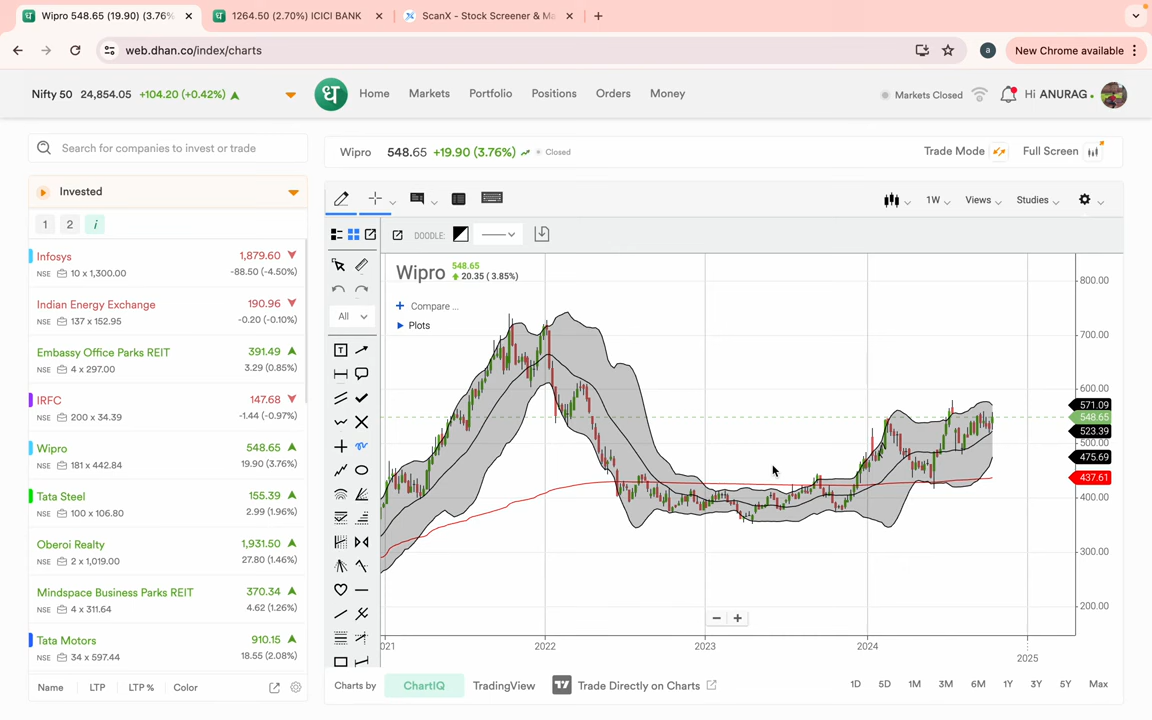 Wipro 548.65 (19.90) (3.76%
1264.50 (2.70%) ICICI BANK
ScanX - Stock Screener & Ma
web.dhan.co/index/charts
a
New Chrome available
Nifty 50 24,854.05 +104.20 (+0.42%)
ध
Home Markets Portfolio Positions Orders Money
Markets Closed
Hi ANURAG
Search for companies to invest or trade
Wipro 548.65 +19.90 (3.76%) Closed
Trade Mode
Full Screen
Invested
1 2 i
1W Views Studies
DOODLE:
Infosys 1,879.60
NSE 10 x 1,300.00 -88.50 (-4.50%)
Indian Energy Exchange 190.96
NSE 137 x 152.95 -0.20 (-0.10%)
Embassy Office Parks REIT 391.49
NSE 4 x 297.00 3.29 (0.85%)
IRFC 147.68
NSE 200 x 34.39 -1.44 (-0.97%)
Wipro 548.65
NSE 181 x 442.84 19.90 (3.76%)
Tata Steel 155.39
NSE 100 x 106.80 2.99 (1.96%)
Oberoi Realty 1,931.50
NSE 2 x 1,019.00 27.80 (1.46%)
Mindspace Business Parks REIT 370.34
NSE 4 x 311.64 4.62 (1.26%)
Tata Motors 910.15
NSE 34 x 597.44 18.55 (2.08%)
Name LTP LTP % Color
All
T
Wipro 548.65
20.35 ( 3.85%)
Compare ...
Plots
800.00
700.00
600.00
571.09
548.65
523.39
500.00
475.69
437.61
400.00
300.00
200.00
021 2022 2023 2024 2025
Charts by ChartIQ TradingView Trade Directly on Charts
1D 5D 1M 3M 6M 1Y 3Y 5Y Max